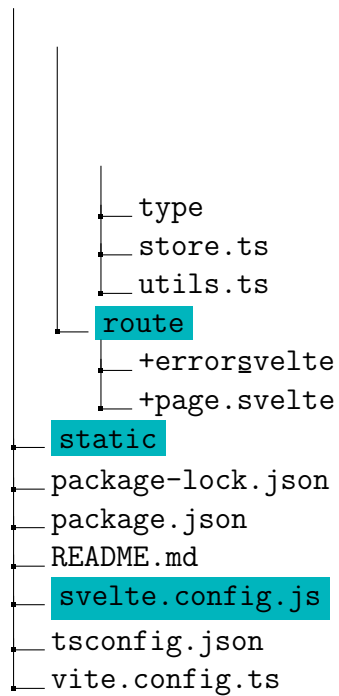 type
store.ts
utils.ts
route
+errorsvelte
+page.svelte
static
package-lock.json
package.json
README.md
svelte.config.js
tsconfig.json
vite.config.ts